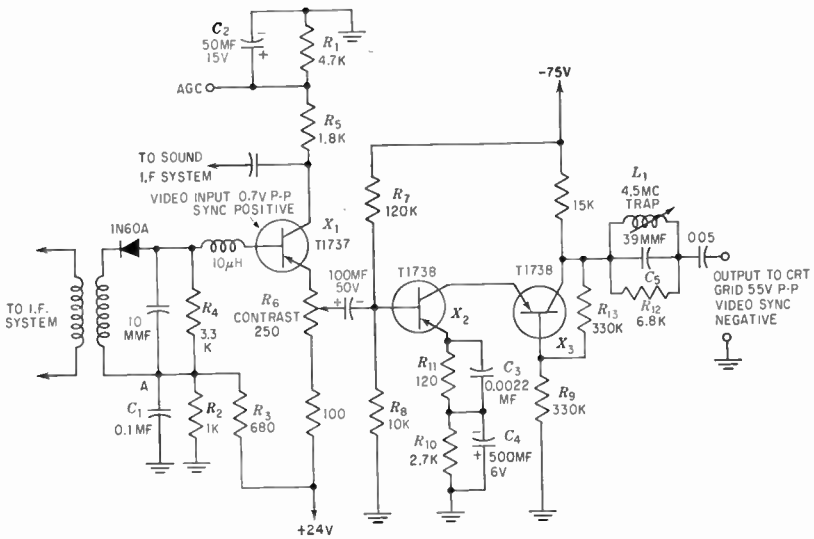 C2
50MF
15V
−
+
R1
4.7K
AGC
R5
1.8K
-75V
TO SOUND
I.F SYSTEM
VIDEO INPUT 0.7V P-P
SYNC POSITIVE
X1
T1737
1N60A
10μH
R7
120K
15K
L1
4.5MC
TRAP
39MMF
C5
R12
6.8K
005
OUTPUT TO CRT
GRID 55V P-P
VIDEO SYNC
NEGATIVE
TO I.F.
SYSTEM
10
MMF
R4
3.3
K
R6
CONTRAST
250
100MF
50V
+
−
T1738
X2
T1738
X3
R13
330K
R11
120
C3
0.0022
MF
A
C1
0.1MF
R2
1K
R3
680
100
R8
10K
R10
2.7K
−
+
C4
500MF
6V
R9
330K
+24V